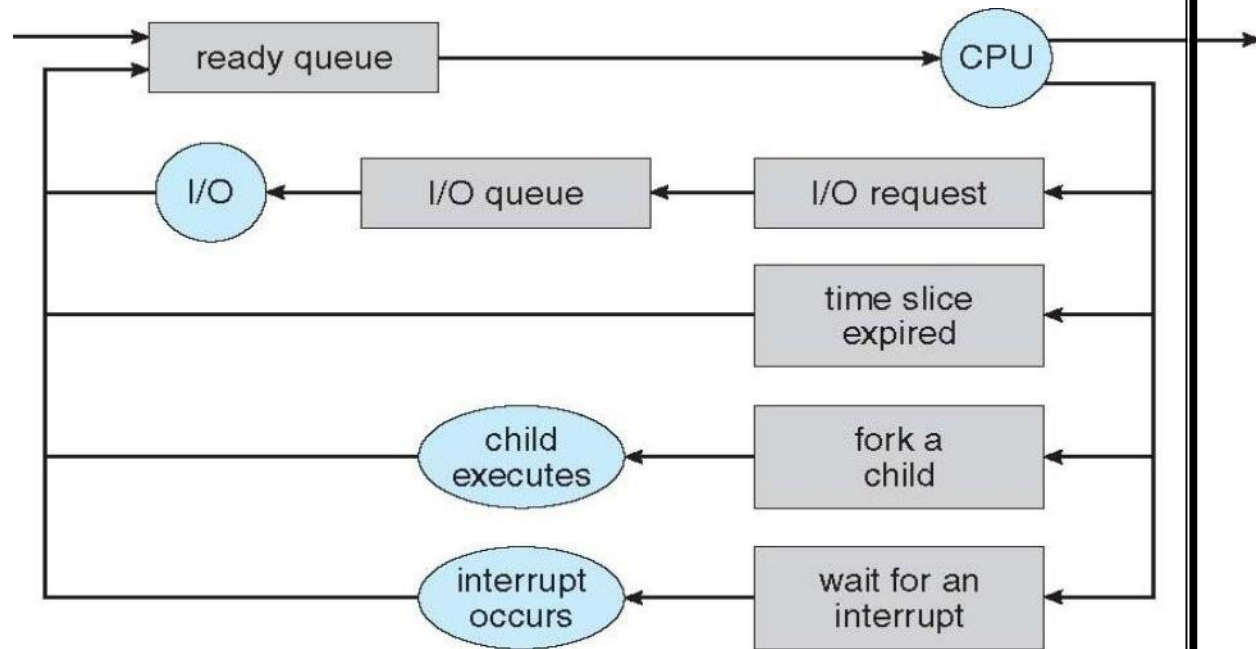 ready queue
CPU
I/O
I/O queue
I/O request
time slice
expired
child
executes
fork a
child
interrupt
occurs
wait for an
interrupt